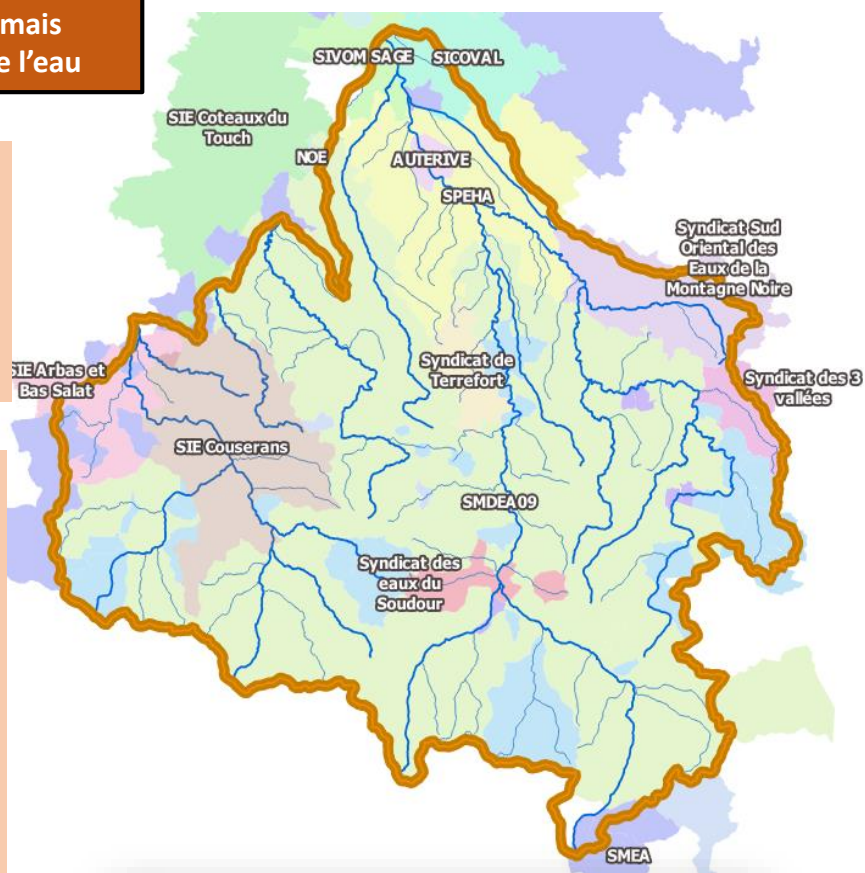 mais
e l’eau
SIVOM SAGE
SICOVAL
SIE Coteaux du
Touch
NOE
AUTERIVE
SPEHA
Syndicat Sud
Oriental des
Eaux de la
Montagne Noire
SIE Arbas et
Bas Salat
Syndicat de
Terrefort
Syndicat des 3
vallées
SIE Couserans
SMDEA09
Syndicat des
eaux du
Soudour
SMEA